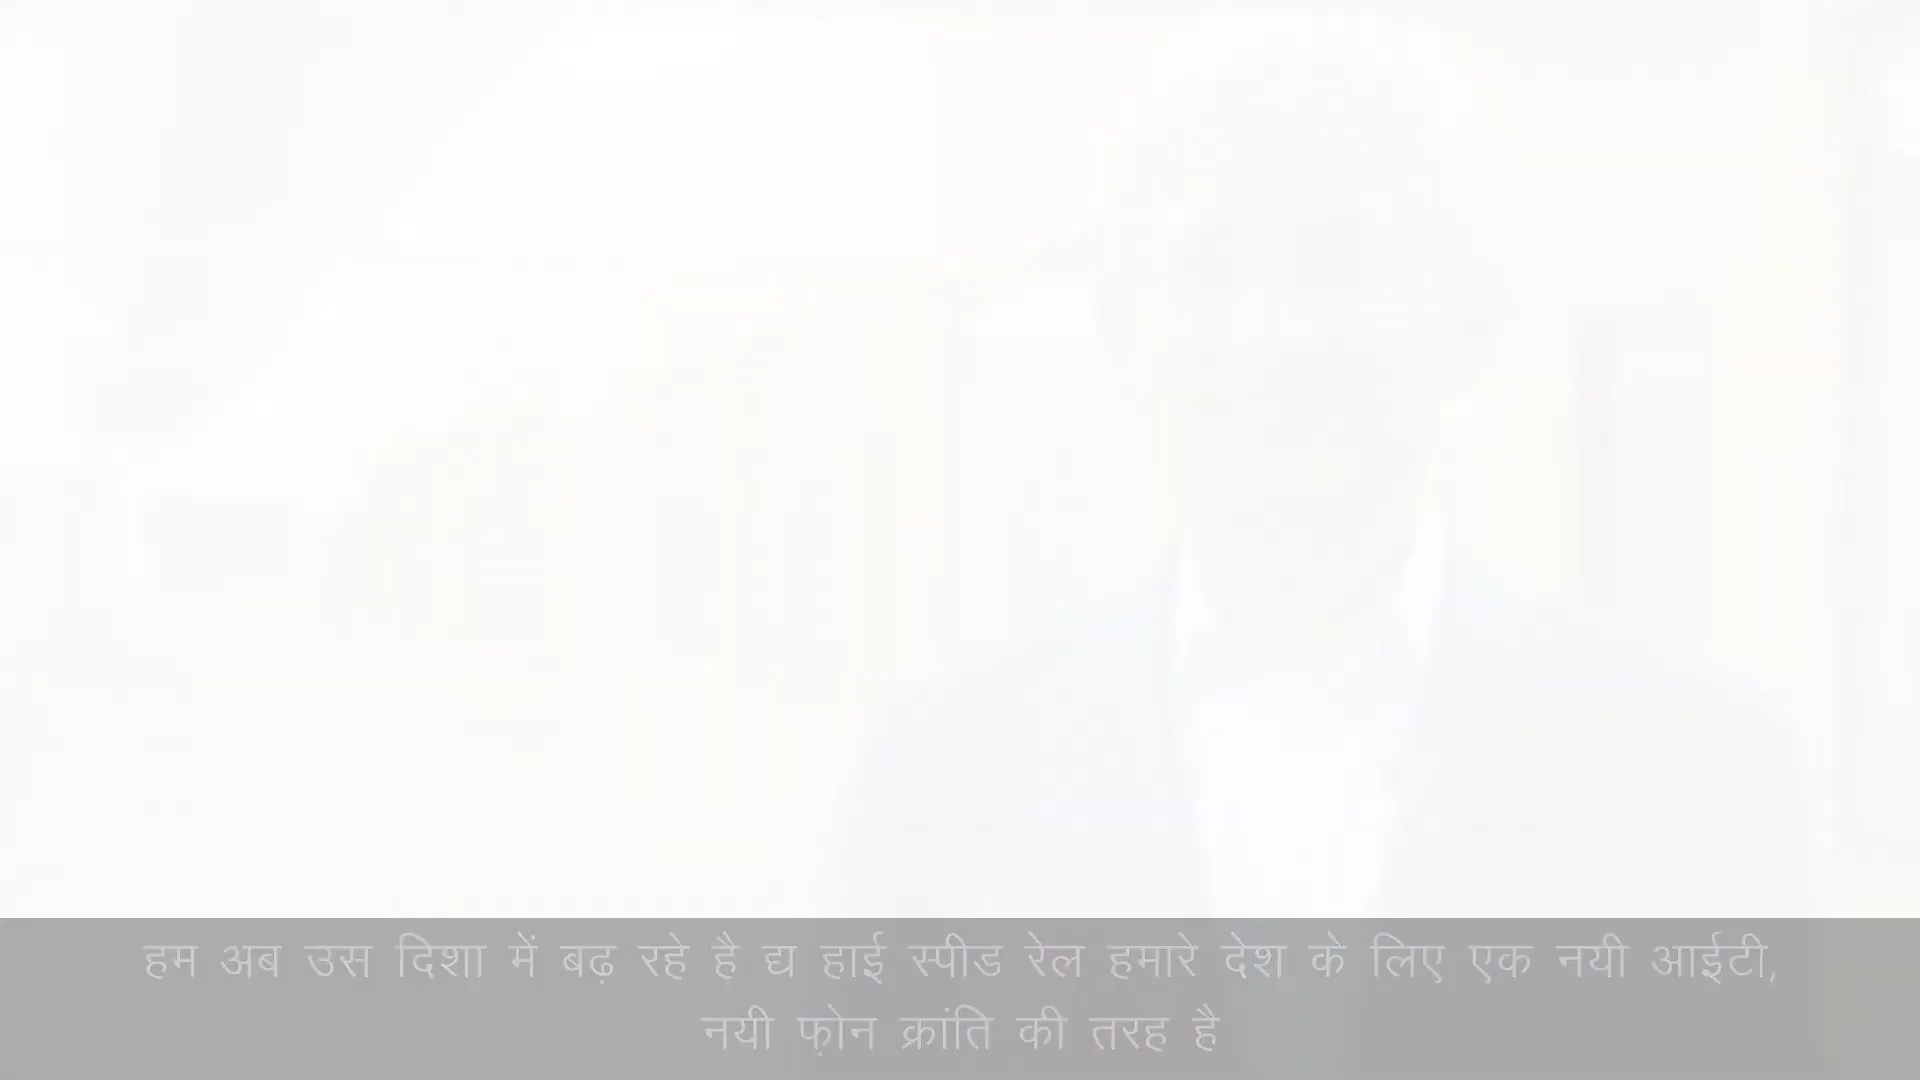 हम अब उस दिशा में बढ़ रहे है द्य हाई स्पीड रेल हमारे देश के लिए एक नयी आईटी,
नयी फ़ोन क्रांति की तरह है